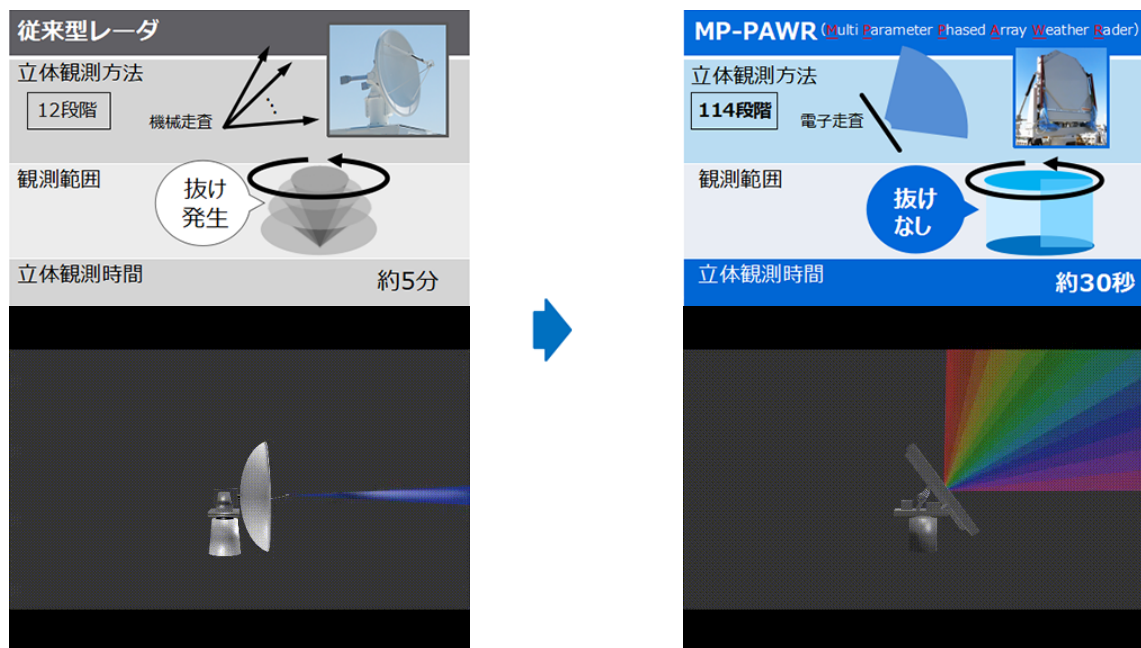 従来型レーダ
立体観測方法
12段階
機械走査
観測範囲
抜け
発生
立体観測時間
約5分
MP-PAWR (Multi Parameter Phased Array Weather Rader)
立体観測方法
114段階
電子走査
観測範囲
抜け
なし
立体観測時間
約30秒